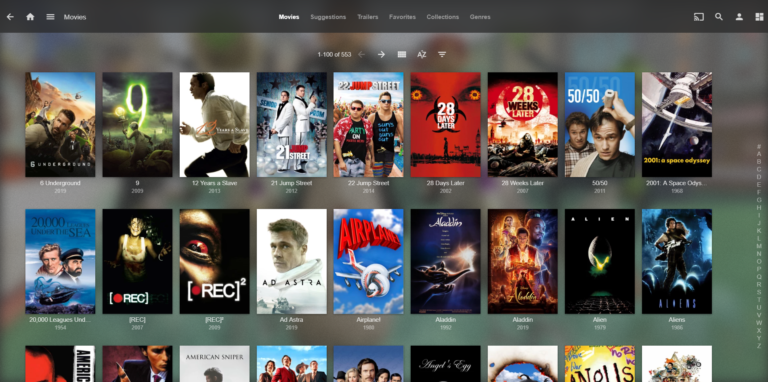 Movies
Movies Suggestions Trailers Favorites Collections Genres
1-100 of 553
6 UNDERGROUND
9
12 Years a Slave
21 JUMP STREET
22 JUMP STREET
28 DAYS LATER
28 WEEKS LATER
50/50
2001: a space odyssey
6 Underground 9 12 Years a Slave 21 Jump Street 22 Jump Street 28 Days Later 28 Weeks Later 50/50 2001: A Space Odys...
2019 2009 2013 2012 2014 2002 2007 2011 1968
20,000 LEAGUES UNDER THE SEA
[REC]
[REC]²
AD ASTRA
AIRPLANE
Aladdin
Aladdin
ALIEN
ALIENS
20,000 Leagues Und... [REC] [REC]² Ad Astra Airplane! Aladdin Aladdin Alien Aliens
1954 2007 2009 2019 1980 1992 2019 1979 1986
AMERICAN SNIPER
Angel's Egg
#
A
B
C
D
E
F
G
H
I
J
K
L
M
N
O
P
Q
R
S
T
U
V
W
X
Y
Z